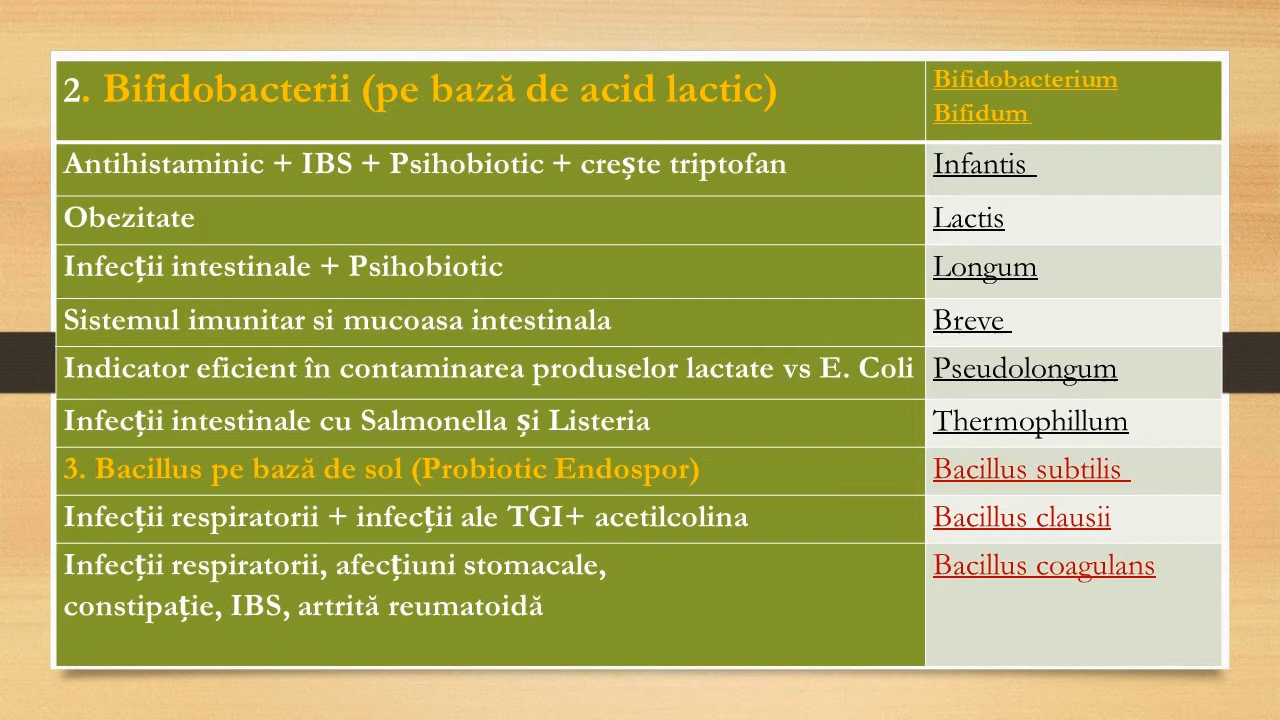 2. Bifidobacterii (pe bază de acid lactic)
Bifidobacterium
Bifidum
Antihistaminic + IBS + Psihobiotic + crește triptofan
Infantis
Obezitate
Lactis
Infecții intestinale + Psihobiotic
Longum
Sistemul imunitar si mucoasa intestinala
Breve
Indicator eficient în contaminarea produselor lactate vs E. Coli
Pseudolongum
Infecții intestinale cu Salmonella și Listeria
Thermophillum
3. Bacillus pe bază de sol (Probiotic Endospor)
Bacillus subtilis
Infecții respiratorii + infecții ale TGI+ acetilcolina
Bacillus clausii
Infecții respiratorii, afecțiuni stomacale,
constipație, IBS, artrită reumatoidă
Bacillus coagulans